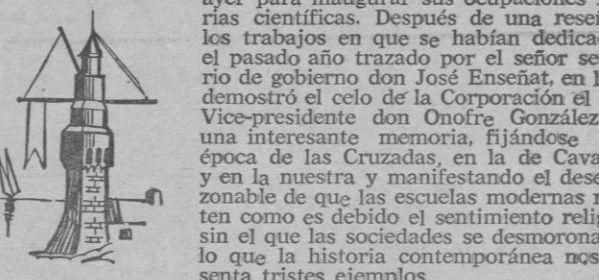 ayer para inaugurar sus ocupaciones
rias científicas. Después de una rese
los trabajos en que se habían dedica
el pasado año trazado por el señor se
rio de gobierno don José Enseñat, en l
demostró el celo de la Corporación el
Vice-presidente don Onofre González
una interesante memoria, fijándose
época de las Cruzadas, en la de Cava
y en la nuestra y manifestando el dese
zonable de que las escuelas modernas
ten como es debido el sentimiento reli
sin el que las sociedades se desmorona
lo que la historia contemporánea nos
senta tristes ejemplos